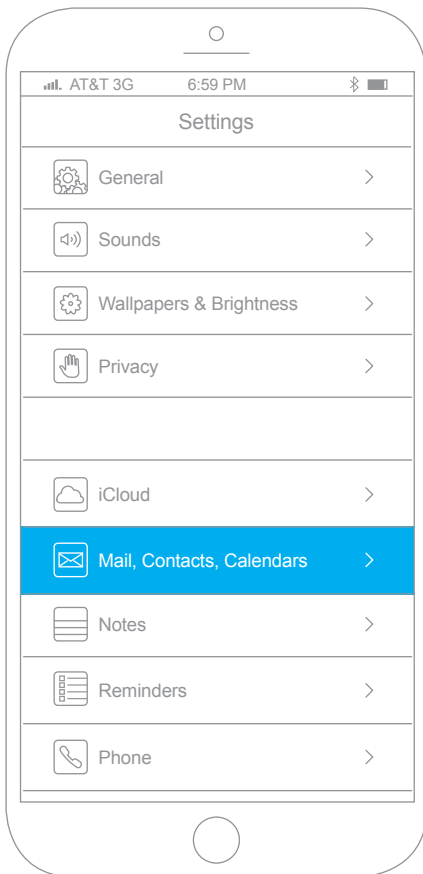 AT&T 3G 6:59 PM
Settings
General
Sounds
Wallpapers & Brightness
Privacy
iCloud
Mail, Contacts, Calendars
Notes
Reminders
Phone